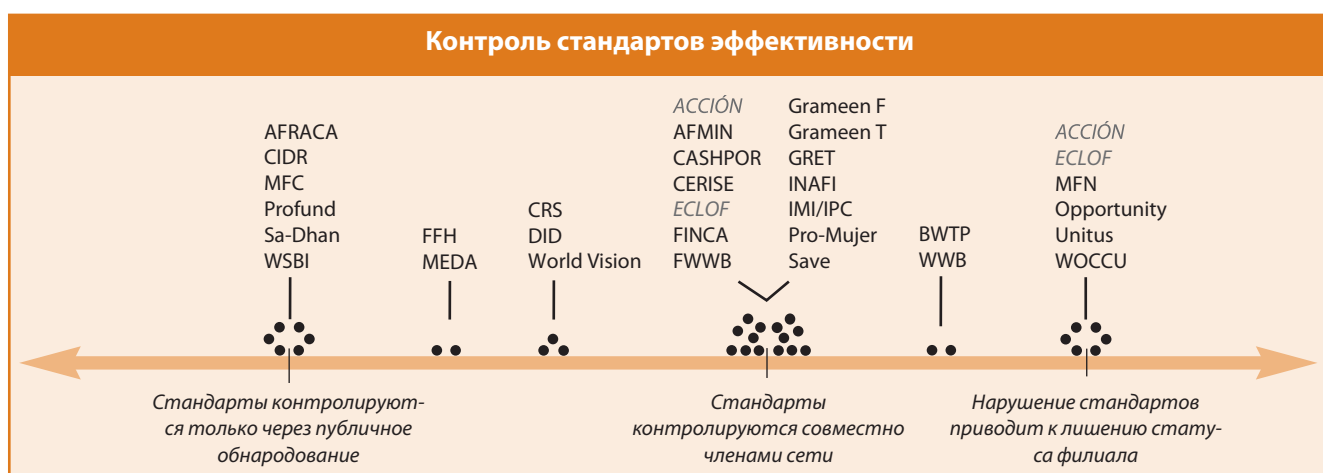 Контроль стандартов эффективности
AFRACA
CIDR
MFC
Profund
Sa-Dhan
WSBI
FFH
MEDA
CRS
DID
World Vision
ACCIÓN
AFMIN
CASHPOR
CERISE
ECLOF
FINCA
FWWB
Grameen F
Grameen T
GRET
INAFI
IMI/IPC
Pro-Mujer
Save
BWTP
WWB
ACCIÓN
ECLOF
MFN
Opportunity
Unitus
WOCCU
Стандарты контролируют-
ся только через публичное
обнародование
Стандарты
контролируются совместно
членами сети
Нарушение стандартов
приводит к лишению стату-
са филиала